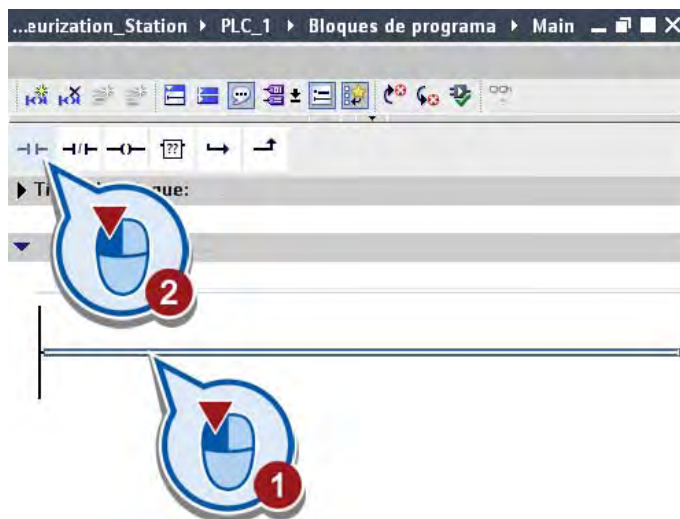 ...eurization_Station ▸ PLC_1 ▸ Bloques de programa ▸ Main
??
que:
2
1